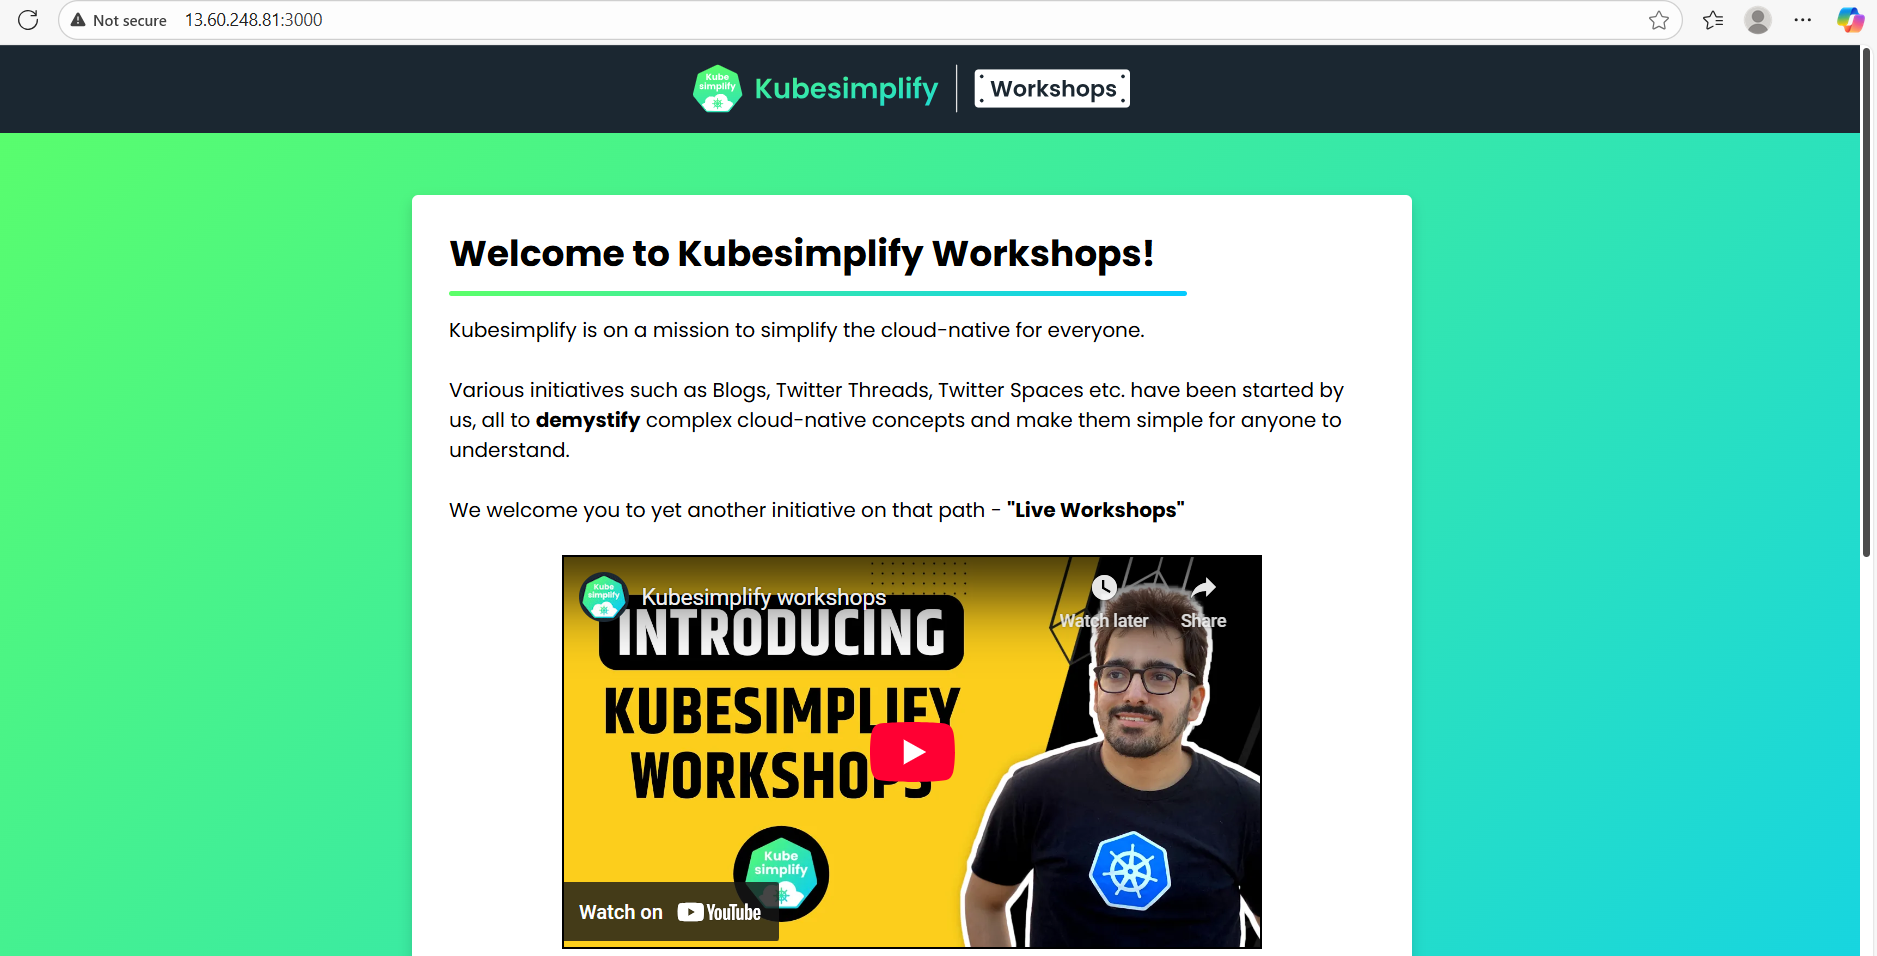 Not secure 13.60.248.81:3000
Kube
simplify
Kubesimplify
Workshops
Welcome to Kubesimplify Workshops!
Kubesimplify is on a mission to simplify the cloud-native for everyone.
Various initiatives such as Blogs, Twitter Threads, Twitter Spaces etc. have been started by
us, all to demystify complex cloud-native concepts and make them simple for anyone to
understand.
We welcome you to yet another initiative on that path - "Live Workshops"
Kube
simplify
Kubesimplify workshops
Watch later
Share
INTRODUCING
KUBESIMPLIFY
WORKSHOPS
Kube
simplify
Watch on YouTube